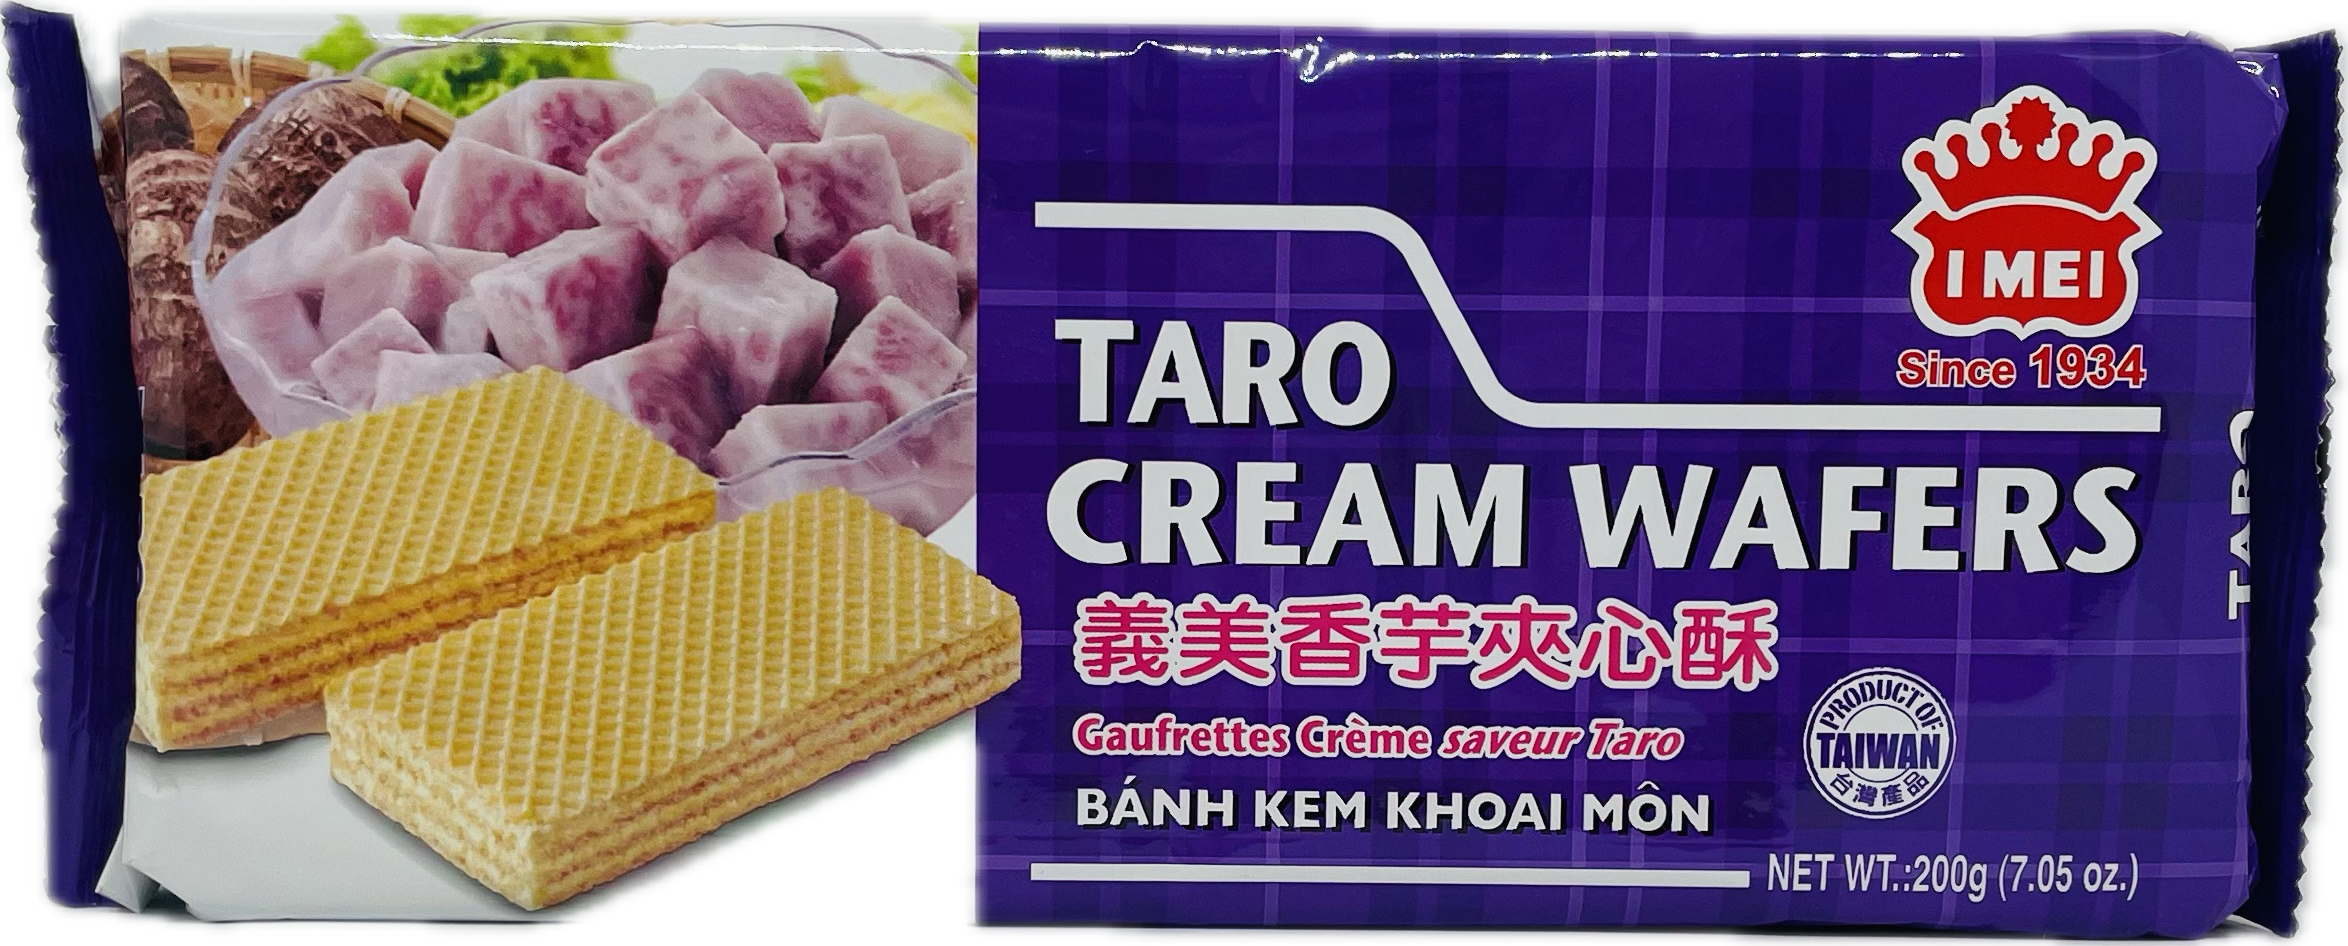 I MEI
Since 1934
TARO
CREAM WAFERS
義美香芋夾心酥
Gaufrettes Crème saveur Taro
BÁNH KEM KHOAI MÔN
PRODUCT OF
TAIWAN
台灣產品
NET WT.:200g (7.05 oz.)
TARO